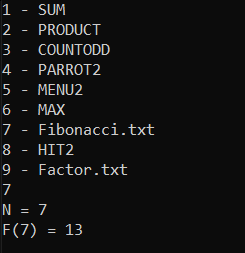 1 - SUM
2 - PRODUCT
3 - COUNTODD
4 - PARROT2
5 - MENU2
6 - MAX
7 - Fibonacci.txt
8 - HIT2
9 - Factor.txt
7
N = 7
F(7) = 13